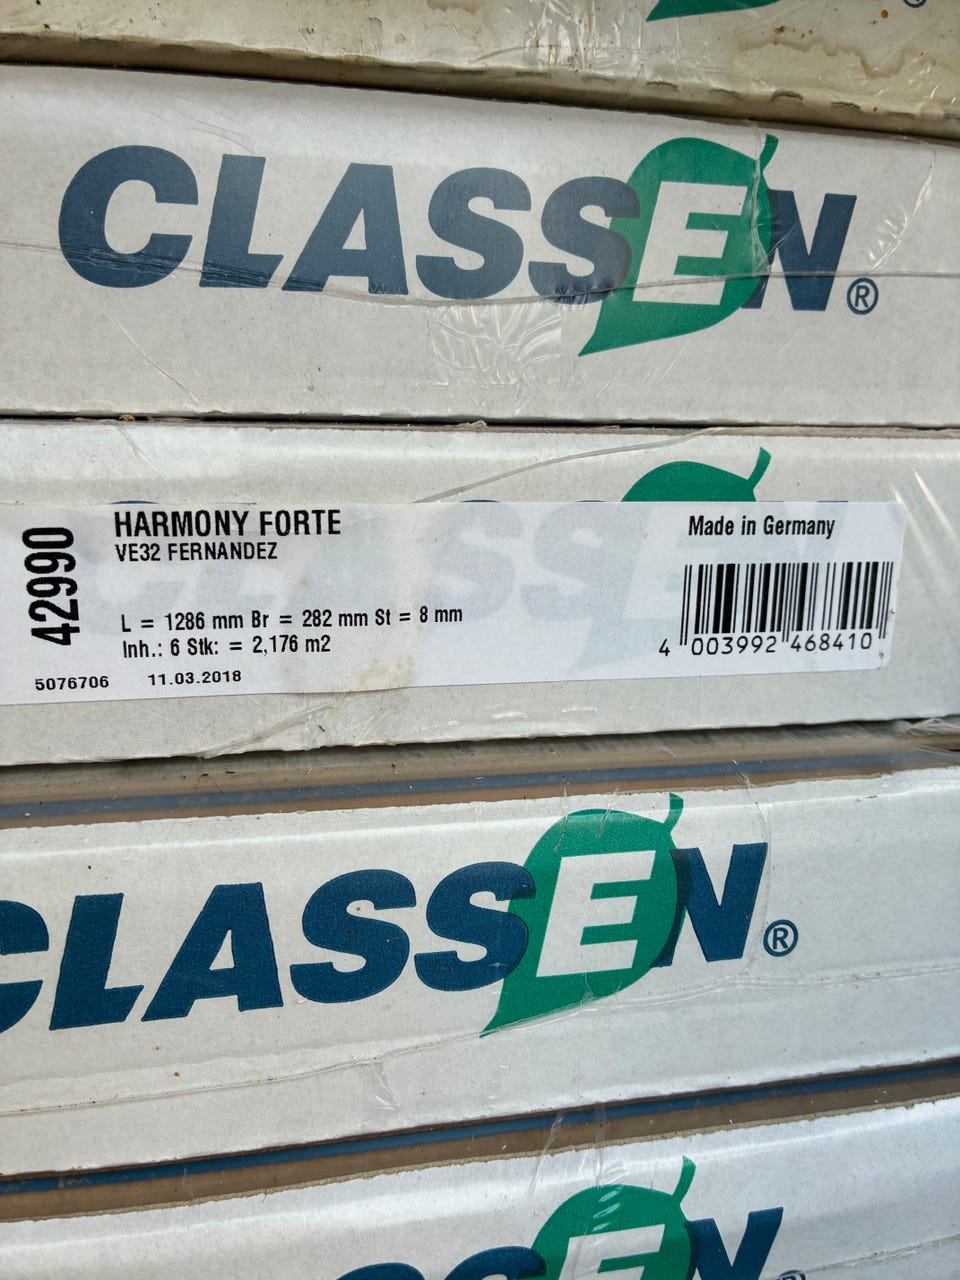 CLASSEN®
42990
HARMONY FORTE
VE32 FERNANDEZ
Made in Germany
L = 1286 mm Br = 282 mm St = 8 mm
Inh.: 6 Stk: = 2,176 m2
4 003992 468410
5076706 11.03.2018
CLASSEN®
CLASSEN